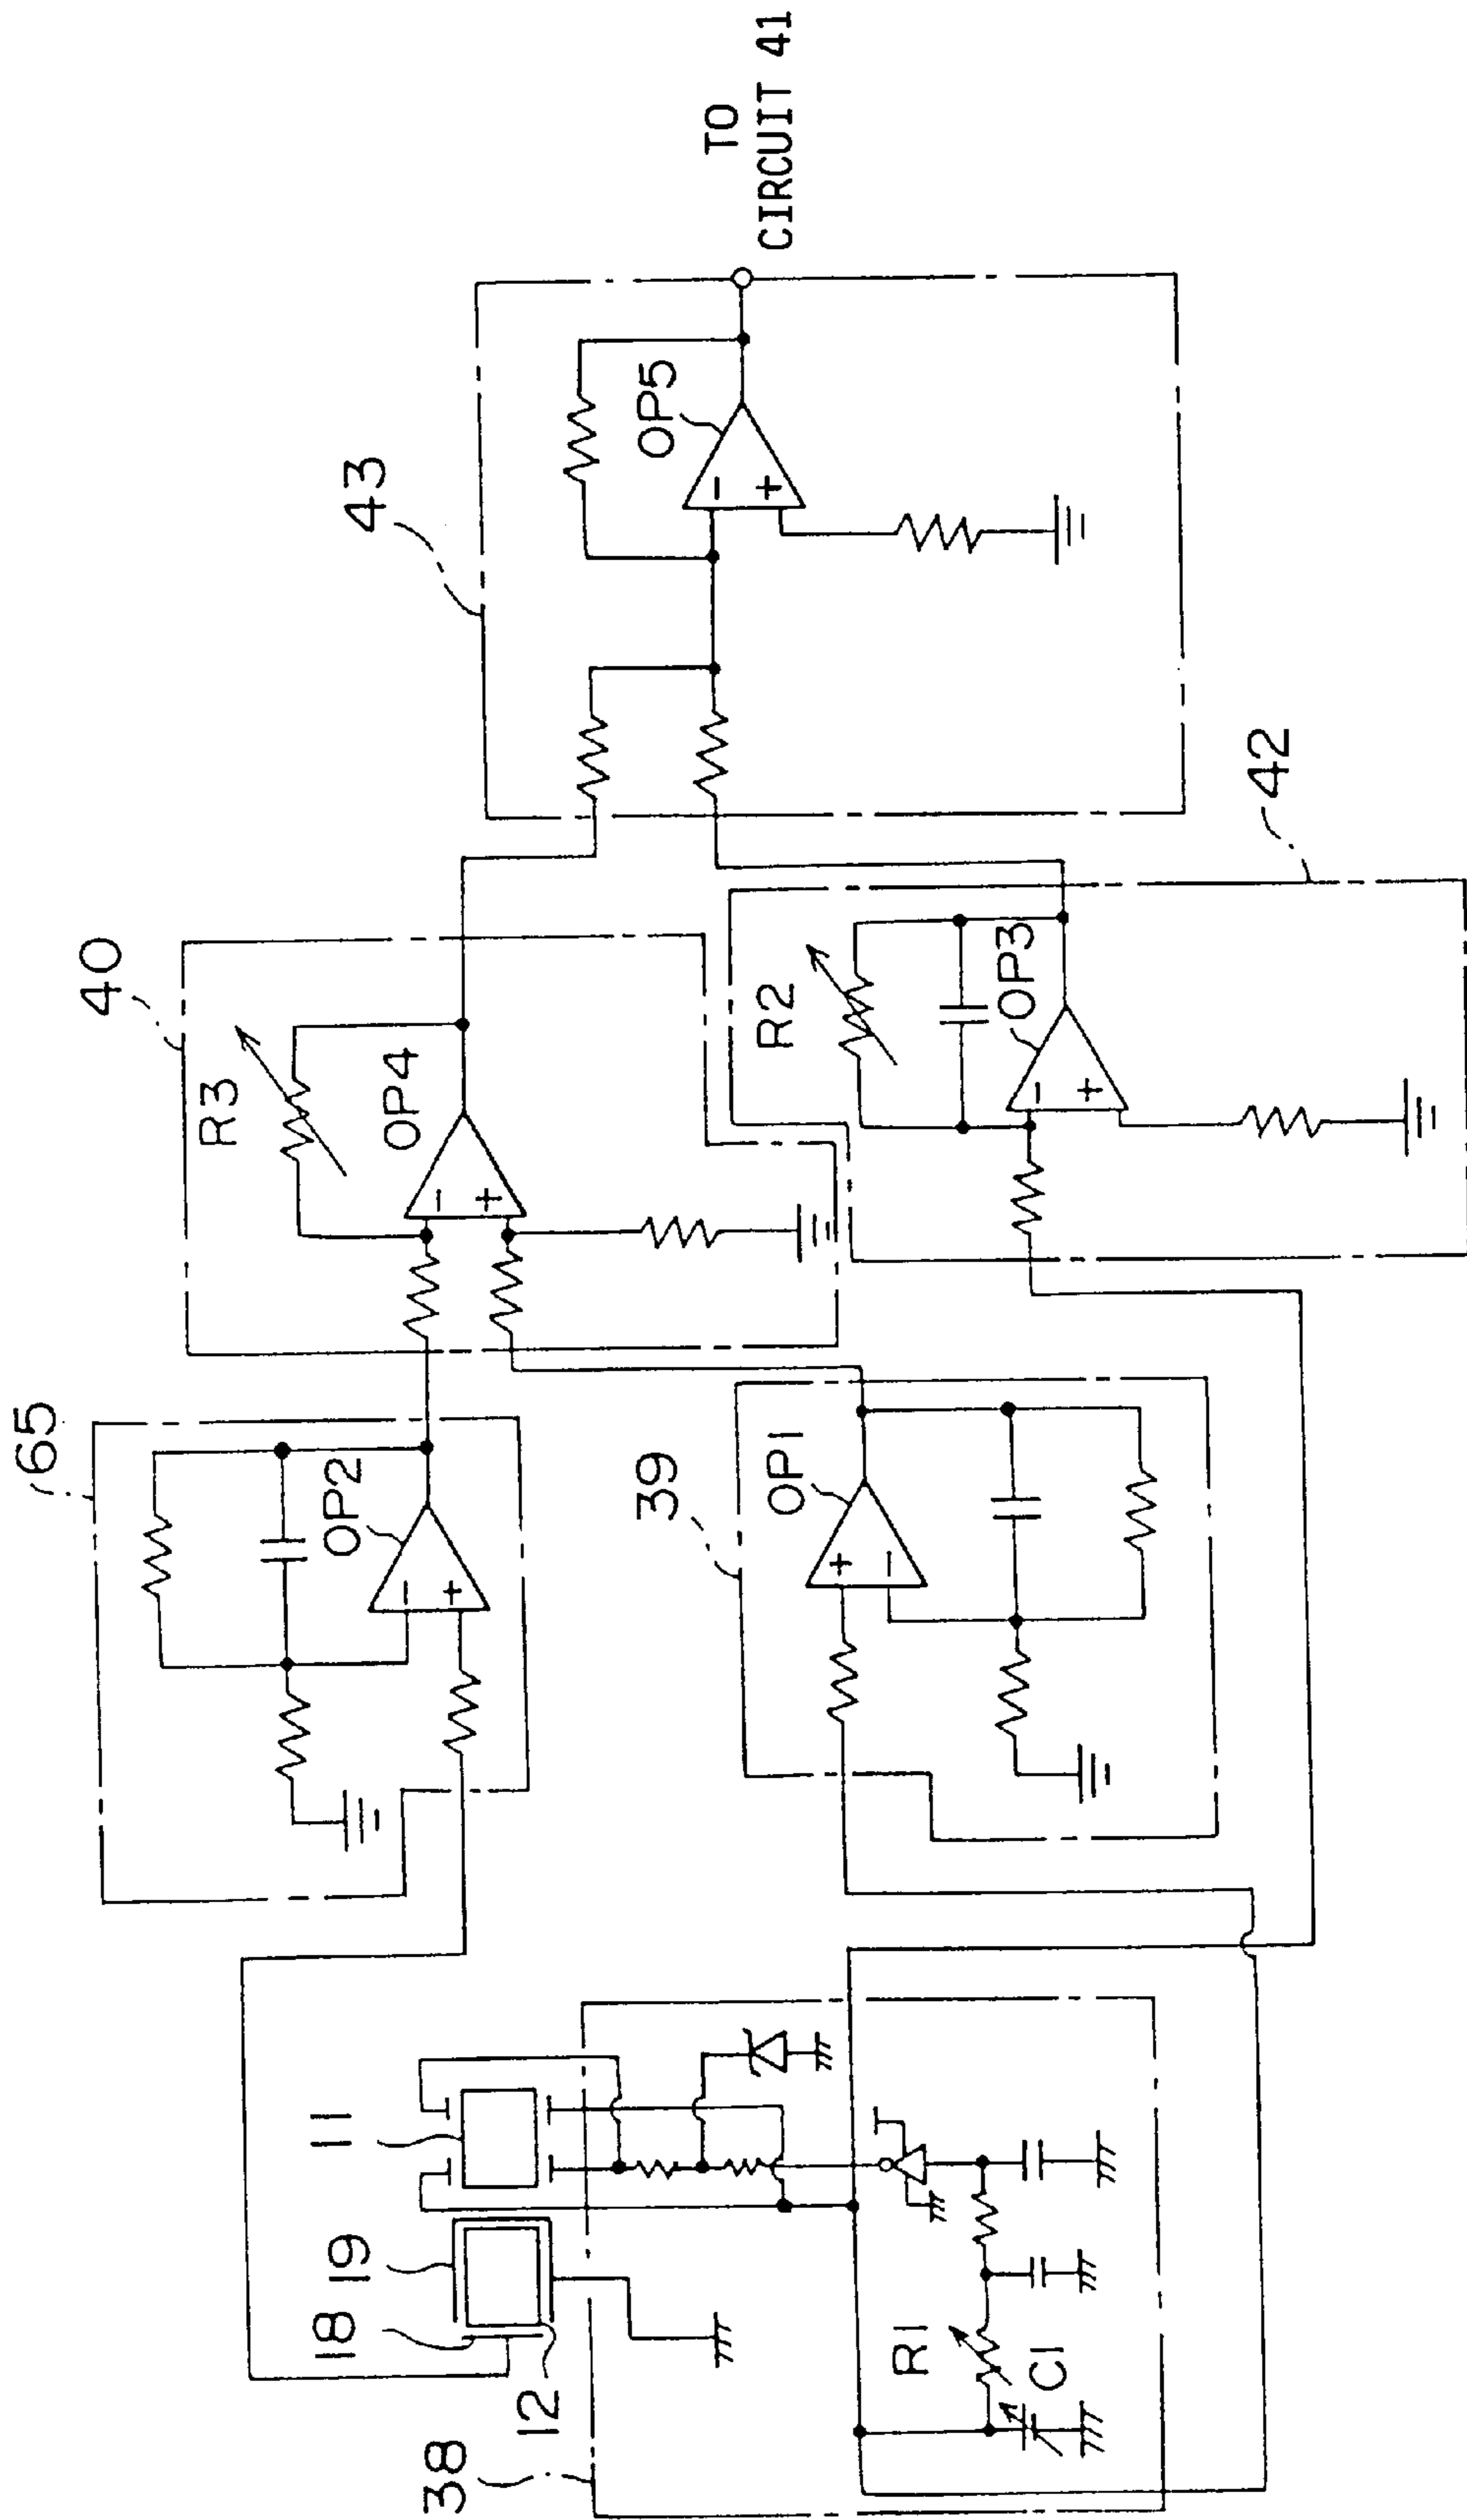 65
40
43
R3
OP2
OP4
OP5
TO
CIRCUIT 41
11
19
18
12
38
39
OP1
R2
OP3
42
R1
C1
+
−
+
−
+
−
+
−
+
−